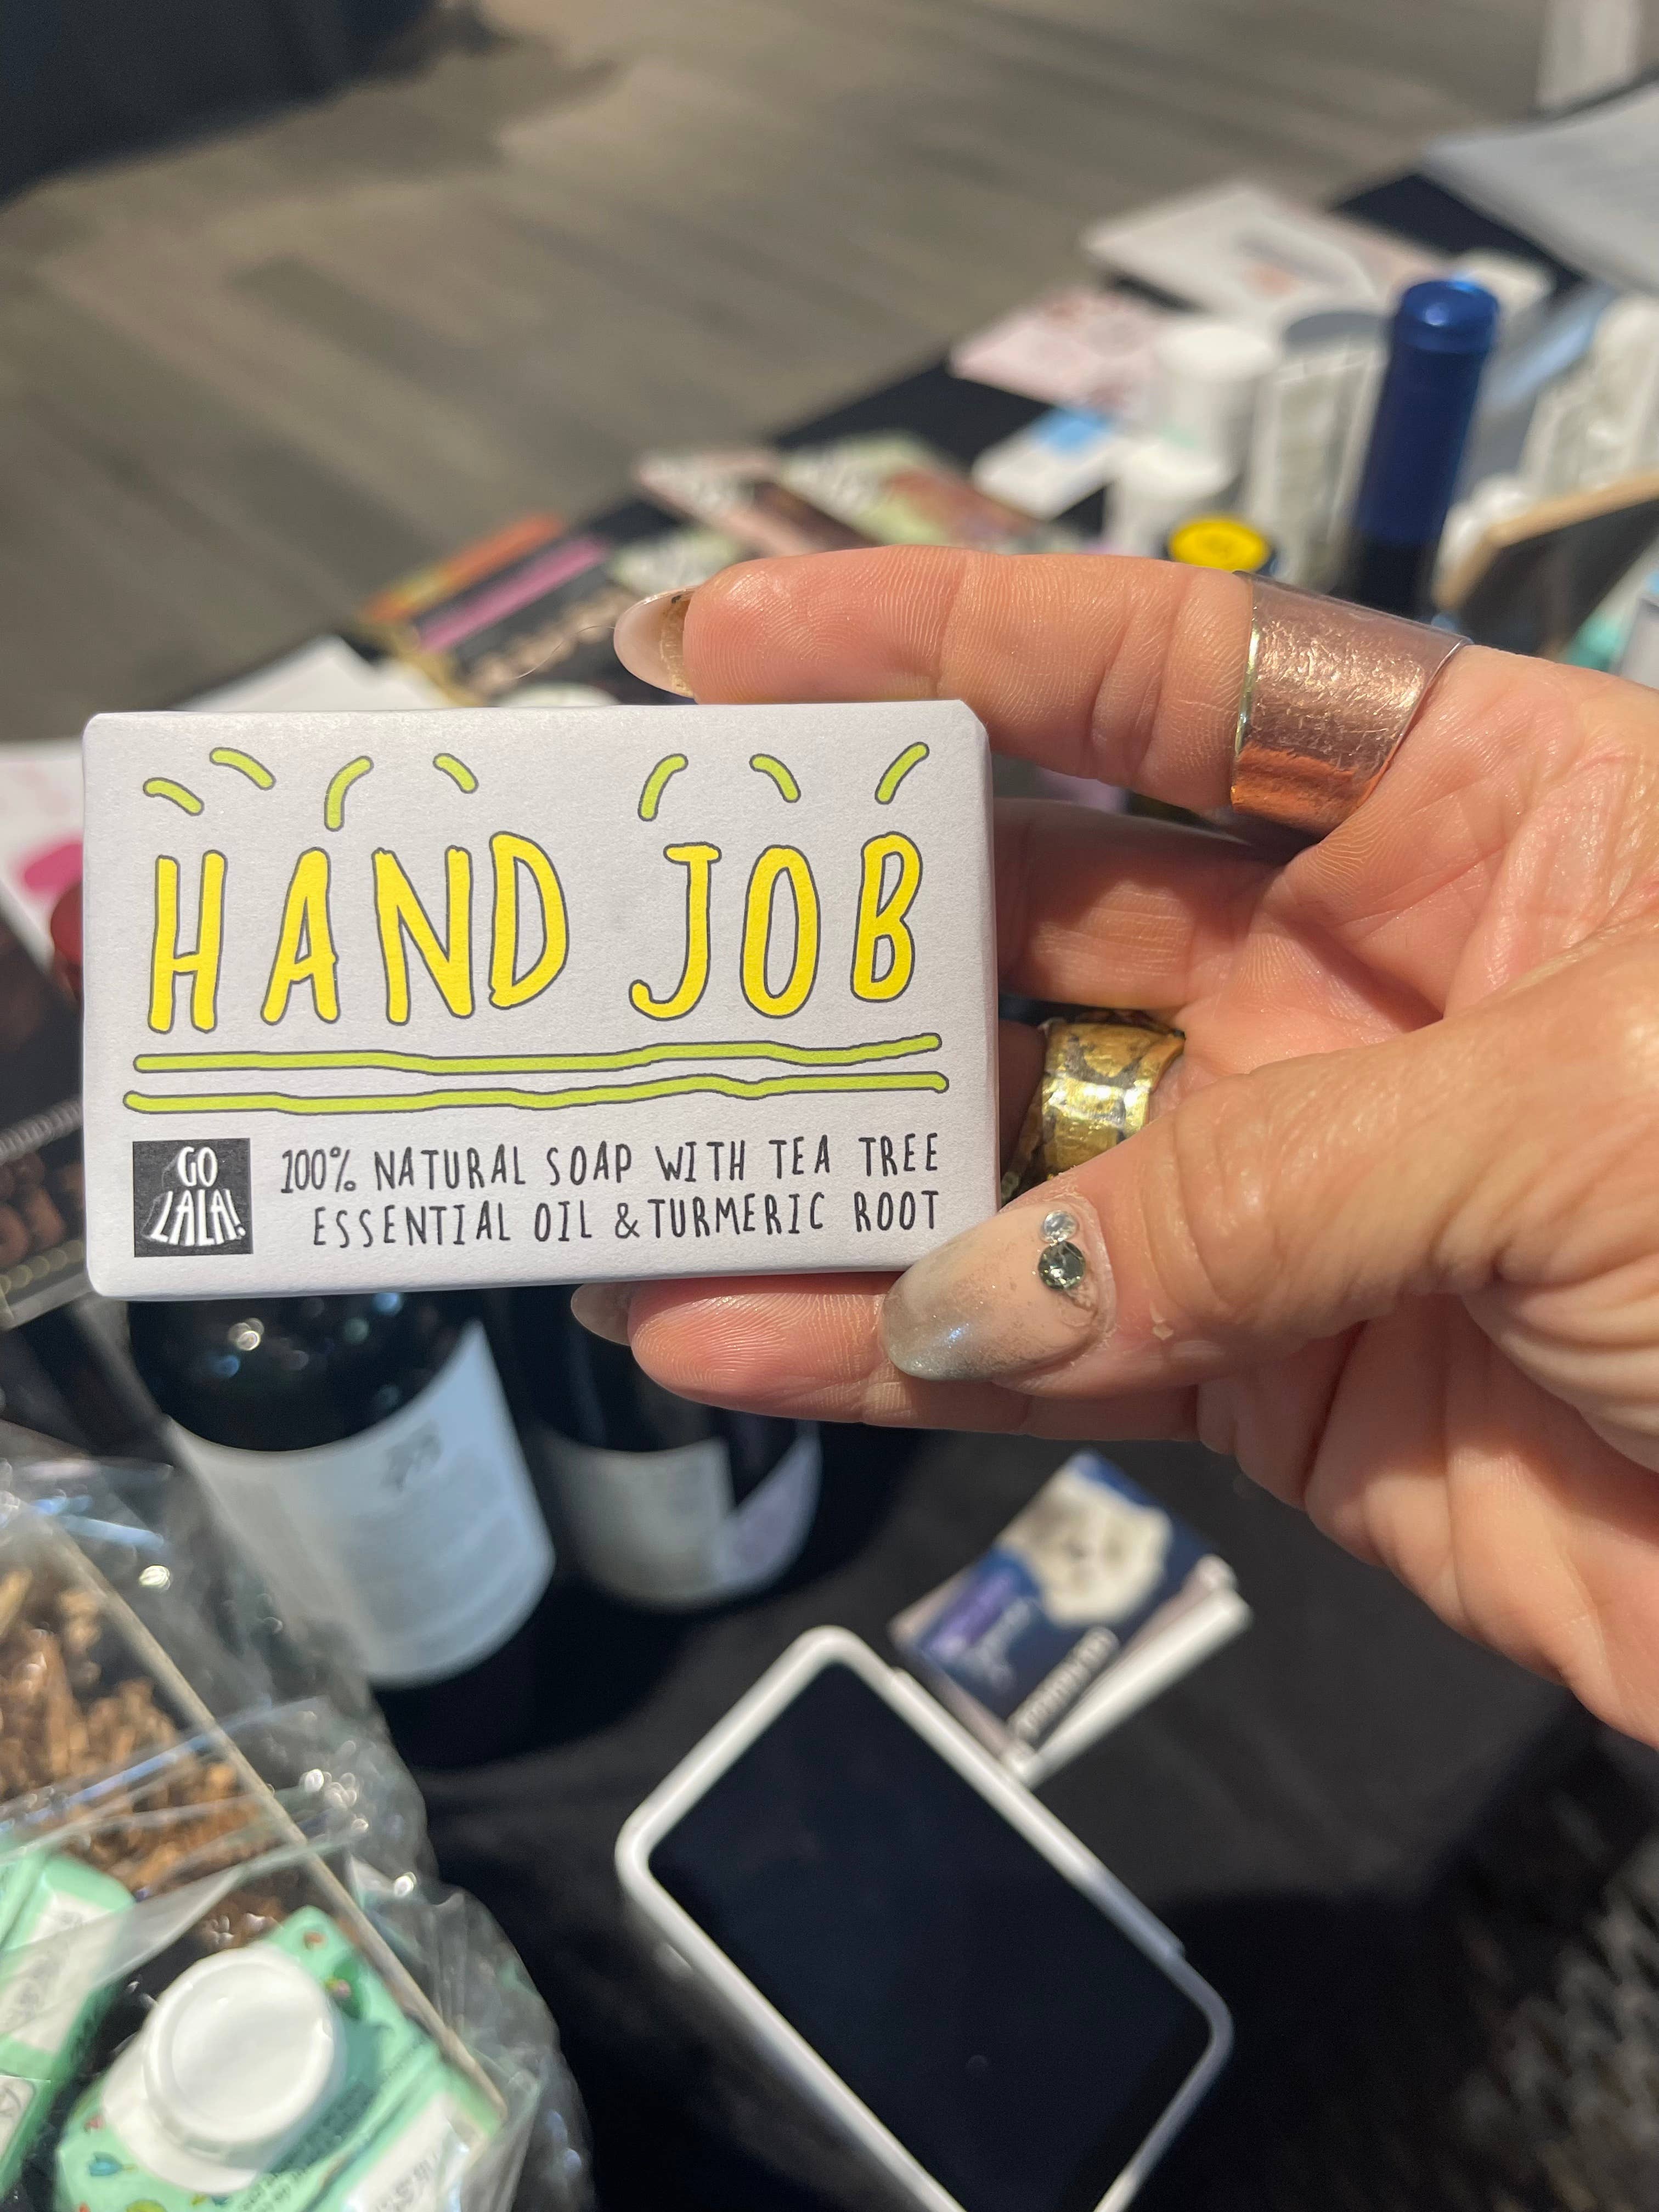 HAND JOB
GO
LALA!
100% NATURAL SOAP WITH TEA TREE
ESSENTIAL OIL & TURMERIC ROOT